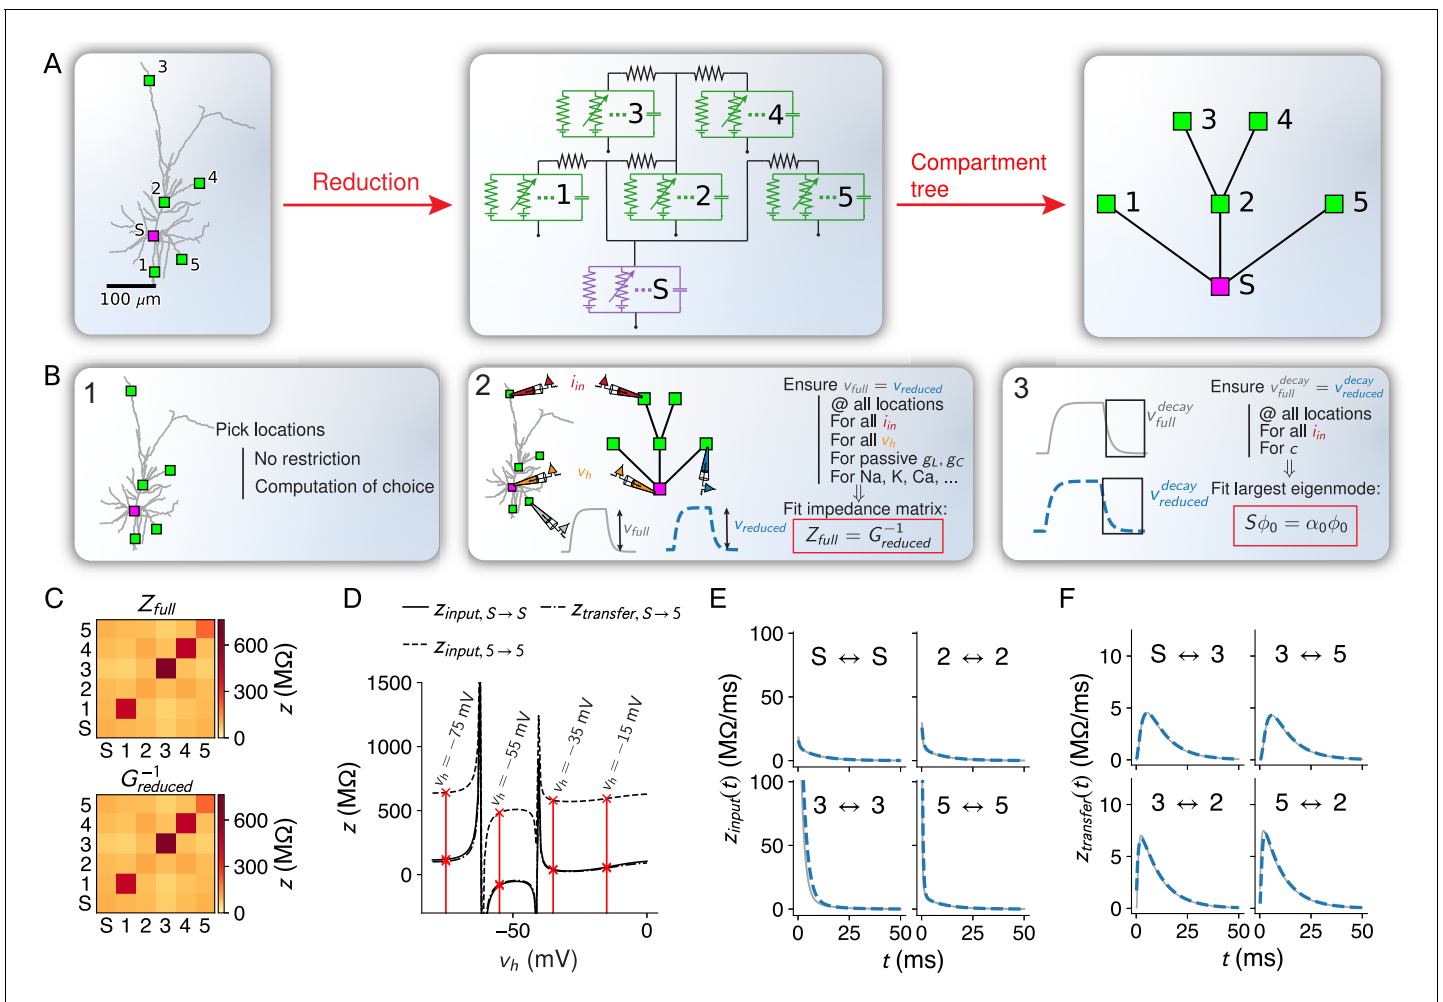 A
3
2
4
S
1
5
100 μm
Reduction
3
4
1
2
5
S
Compartment
tree
3
4
1
2
5
S
B
1
Pick locations
No restriction
Computation of choice
2
i_in
v_h
v_full
v_reduced
Ensure v_full = v_reduced
@ all locations
For all i_in
For all v_h
For passive g_L, g_C
For Na, K, Ca, ...
⇓
Fit impedance matrix:
Z_full = G_reduced^-1
3
v_full^decay
v_reduced^decay
Ensure v_full^decay = v_reduced^decay
@ all locations
For all i_in
For c
⇓
Fit largest eigenmode:
Sϕ_0 = α_0ϕ_0
C
Z_full
5
4
3
2
1
S
S 1 2 3 4 5
600
300
0
z (MΩ)
G_reduced^-1
5
4
3
2
1
S
S 1 2 3 4 5
600
300
0
z (MΩ)
D
z_input, S→S
z_transfer, S→5
z_input, 5→5
1500
1000
500
0
z (MΩ)
v_h = −75 mV
v_h = −55 mV
v_h = −35 mV
v_h = −15 mV
−50 0
v_h (mV)
E
100
50
0
S ↔ S
2 ↔ 2
100
50
0
3 ↔ 3
5 ↔ 5
z_input(t) (MΩ/ms)
0 25 50
0 25 50
t (ms)
F
10
5
0
S ↔ 3
3 ↔ 5
10
5
0
3 ↔ 2
5 ↔ 2
z_transfer(t) (MΩ/ms)
0 25 50
0 25 50
t (ms)